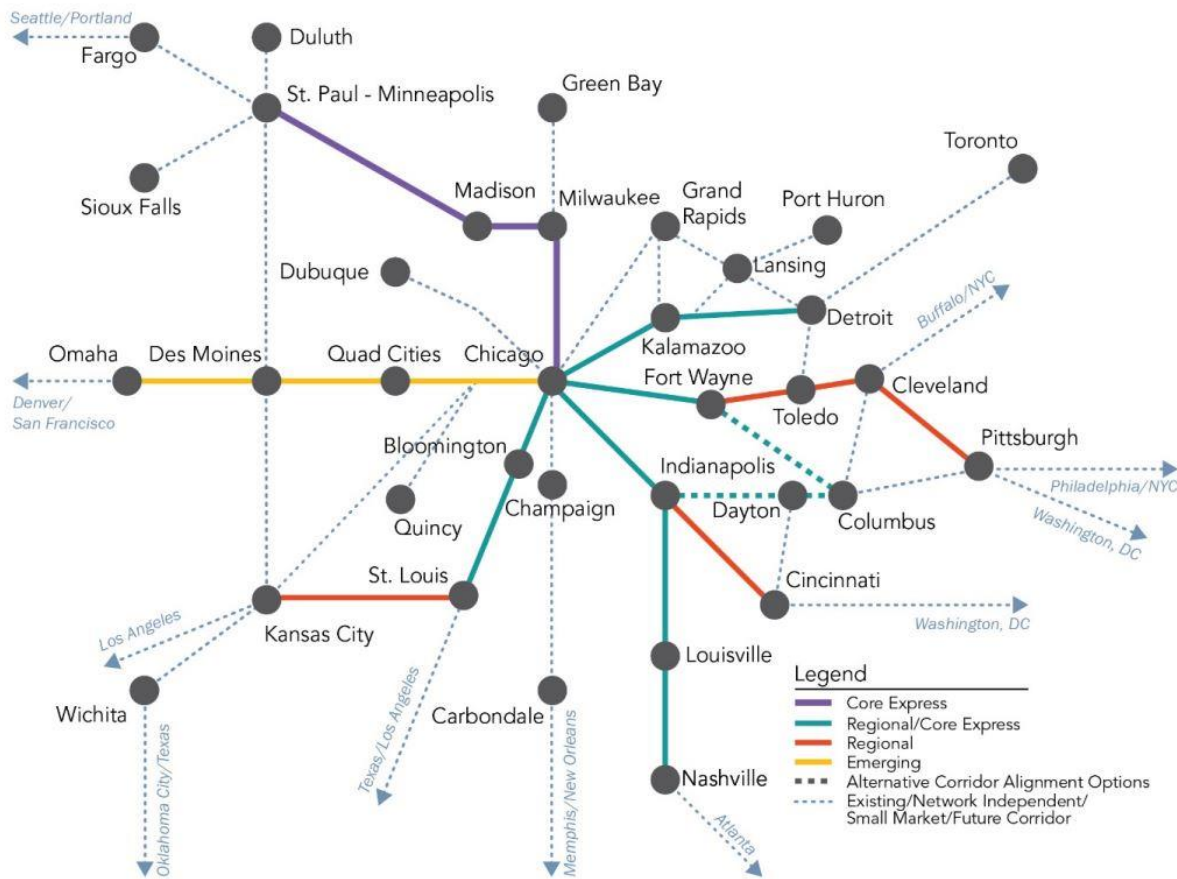 Seattle/Portland
Fargo
Duluth
St. Paul - Minneapolis
Green Bay
Toronto
Sioux Falls
Madison
Milwaukee
Grand
Rapids
Port Huron
Dubuque
Lansing
Buffalo/NYC
Detroit
Kalamazoo
Omaha
Des Moines
Quad Cities
Chicago
Fort Wayne
Toledo
Cleveland
Denver/
San Francisco
Pittsburgh
Bloomington
Indianapolis
Philadelphia/NYC
Quincy
Champaign
Dayton
Columbus
Washington, DC
St. Louis
Cincinnati
Kansas City
Washington, DC
Los Angeles
Louisville
Wichita
Carbondale
Texas/Los Angeles
Oklahoma City/Texas
Memphis/New Orleans
Nashville
Atlanta
Legend
Core Express
Regional/Core Express
Regional
Emerging
Alternative Corridor Alignment Options
Existing/Network Independent/
Small Market/Future Corridor